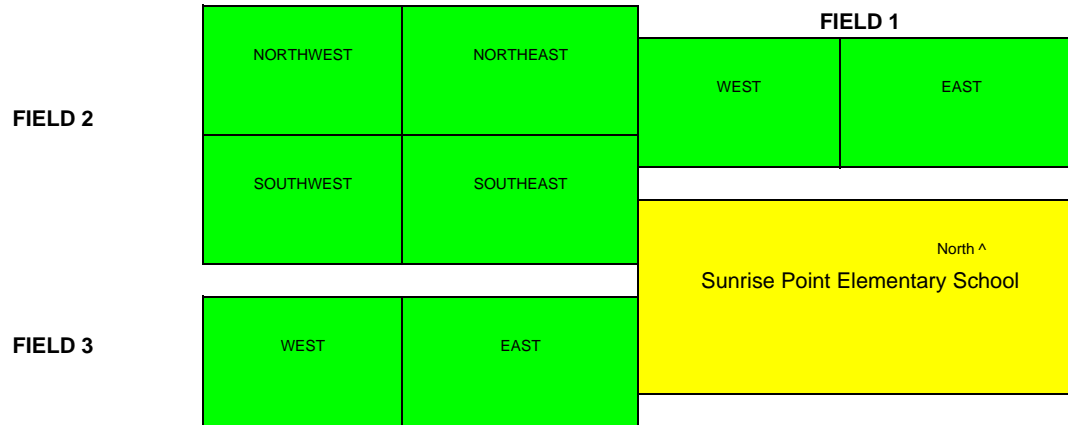 FIELD 1
NORTHWEST NORTHEAST
WEST EAST
FIELD 2
SOUTHWEST SOUTHEAST
North ^
Sunrise Point Elementary School
FIELD 3
WEST EAST